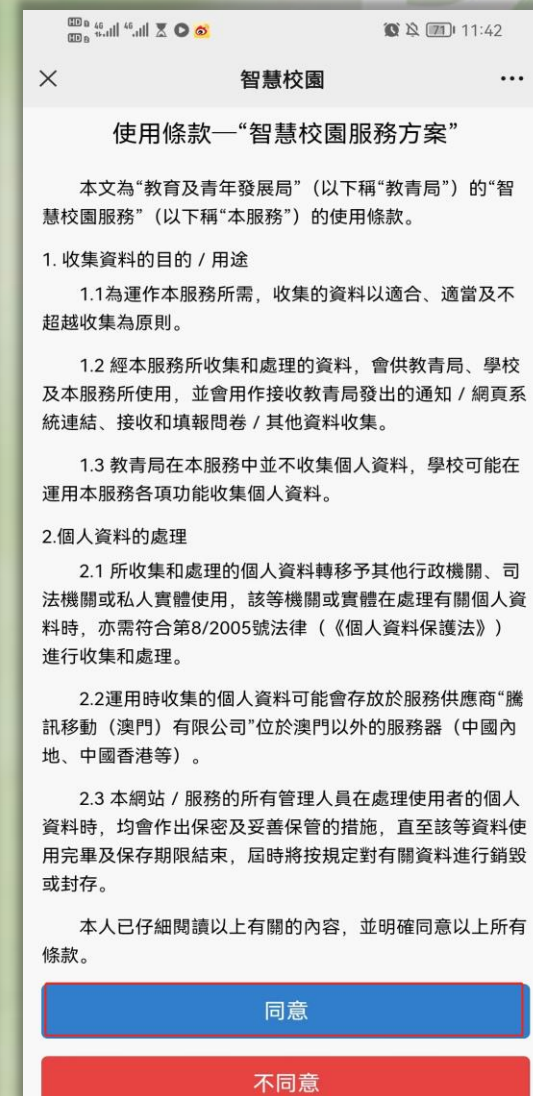 HD B 4G 4G 71 11:42
HD B
智慧校園
使用條款—“智慧校園服務方案”
本文為“教育及青年發展局”（以下稱“教青局”）的“智
慧校園服務”（以下稱“本服務”）的使用條款。
1. 收集資料的目的 / 用途
1.1為運作本服務所需，收集的資料以適合、適當及不
超越收集為原則。
1.2 經本服務所收集和處理的資料，會供教青局、學校
及本服務所使用，並會用作接收教青局發出的通知 / 網頁系
統連結、接收和填報問卷 / 其他資料收集。
1.3 教青局在本服務中並不收集個人資料，學校可能在
運用本服務各項功能收集個人資料。
2.個人資料的處理
2.1 所收集和處理的個人資料轉移予其他行政機關、司
法機關或私人實體使用，該等機關或實體在處理有關個人資
料時，亦需符合第8/2005號法律（《個人資料保護法》）
進行收集和處理。
2.2運用時收集的個人資料可能會存放於服務供應商“騰
訊移動（澳門）有限公司”位於澳門以外的服務器（中國內
地、中國香港等）。
2.3 本網站 / 服務的所有管理人員在處理使用者的個人
資料時，均會作出保密及妥善保管的措施，直至該等資料使
用完畢及保存期限結束，屆時將按規定對有關資料進行銷毀
或封存。
本人已仔細閱讀以上有關的內容，並明確同意以上所有
條款。
同意
不同意